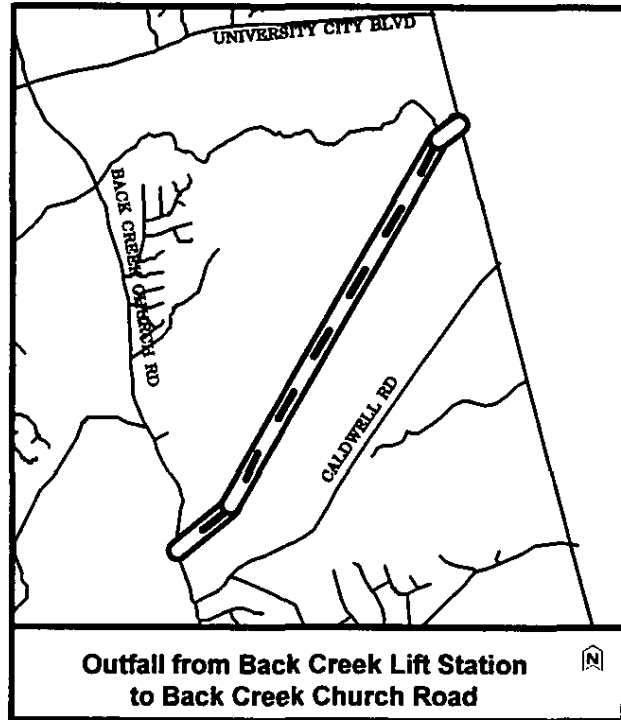 UNIVERSITY CITY BLVD
BACK CREEK CHURCH RD
CALDWELL RD
Outfall from Back Creek Lift Station
N
to Back Creek Church Road